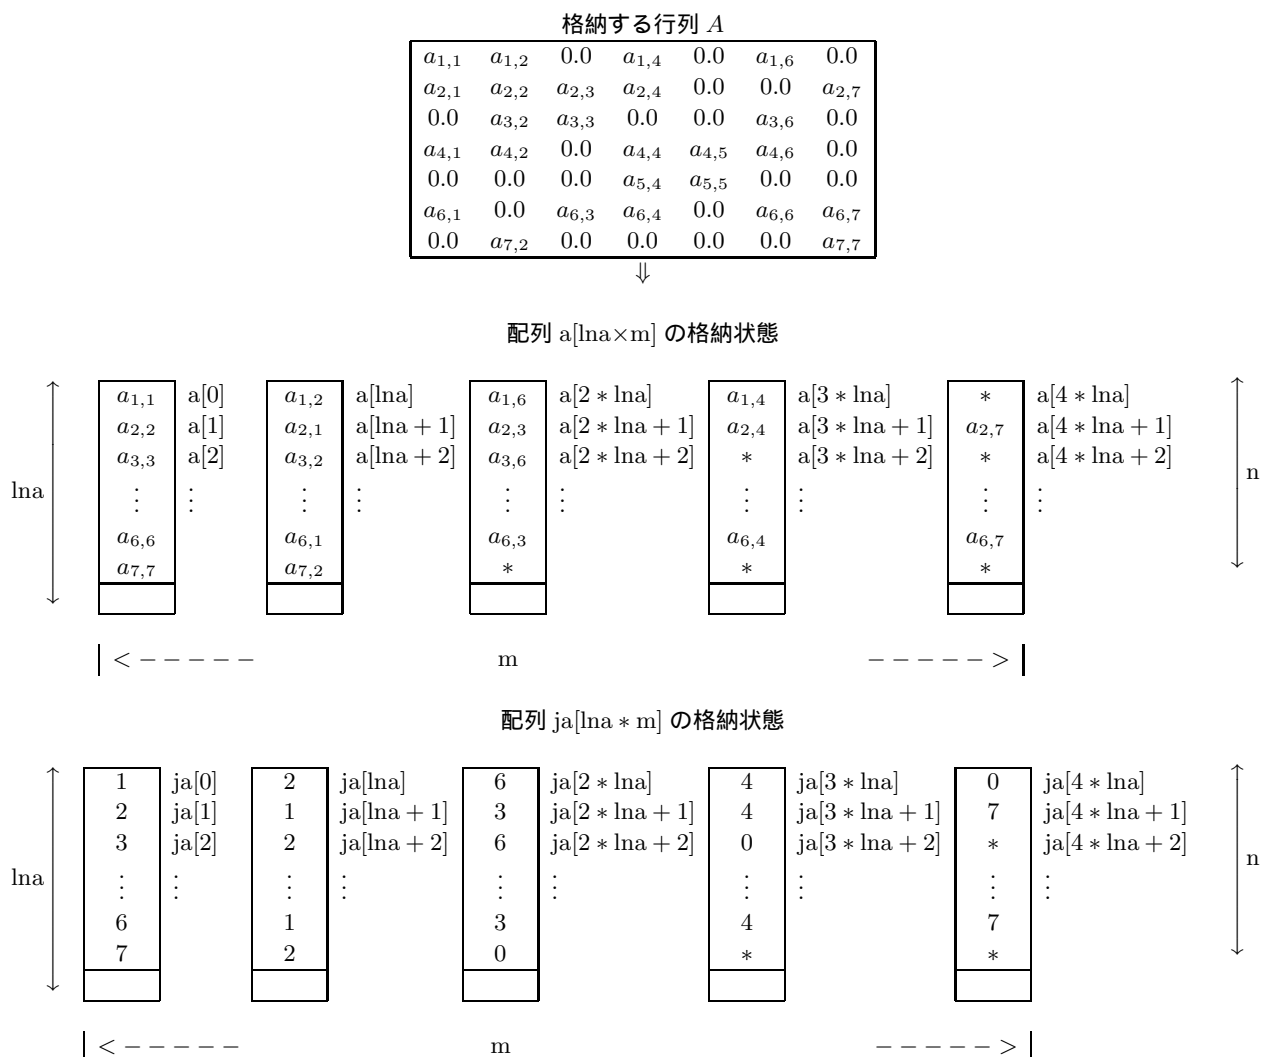 格納する行列 A
a1,1 a1,2 0.0 a1,4 0.0 a1,6 0.0
a2,1 a2,2 a2,3 a2,4 0.0 0.0 a2,7
0.0 a3,2 a3,3 0.0 0.0 a3,6 0.0
a4,1 a4,2 0.0 a4,4 a4,5 a4,6 0.0
0.0 0.0 0.0 a5,4 a5,5 0.0 0.0
a6,1 0.0 a6,3 a6,4 0.0 a6,6 a6,7
0.0 a7,2 0.0 0.0 0.0 0.0 a7,7
⇓
配列 a[lna×m] の格納状態
a1,1 a[0] a1,2 a[lna] a1,6 a[2 ∗ lna] a1,4 a[3 ∗ lna] ∗ a[4 ∗ lna]
a2,2 a[1] a2,1 a[lna + 1] a2,3 a[2 ∗ lna + 1] a2,4 a[3 ∗ lna + 1] a2,7 a[4 ∗ lna + 1]
a3,3 a[2] a3,2 a[lna + 2] a3,6 a[2 ∗ lna + 2] ∗ a[3 ∗ lna + 2] ∗ a[4 ∗ lna + 2]
lna ⋮ ⋮ ⋮ ⋮ ⋮ ⋮ ⋮ ⋮ ⋮ ⋮ n
a6,6 a6,1 a6,3 a6,4 a6,7
a7,7 a7,2 ∗ ∗ ∗
| < − − − − − m − − − − − > |
配列 ja[lna ∗ m] の格納状態
1 ja[0] 2 ja[lna] 6 ja[2 ∗ lna] 4 ja[3 ∗ lna] 0 ja[4 ∗ lna]
2 ja[1] 1 ja[lna + 1] 3 ja[2 ∗ lna + 1] 4 ja[3 ∗ lna + 1] 7 ja[4 ∗ lna + 1]
3 ja[2] 2 ja[lna + 2] 6 ja[2 ∗ lna + 2] 0 ja[3 ∗ lna + 2] ∗ ja[4 ∗ lna + 2]
lna ⋮ ⋮ ⋮ ⋮ ⋮ ⋮ ⋮ ⋮ ⋮ ⋮ n
6 1 3 4 7
7 2 0 ∗ ∗
| < − − − − − m − − − − − > |